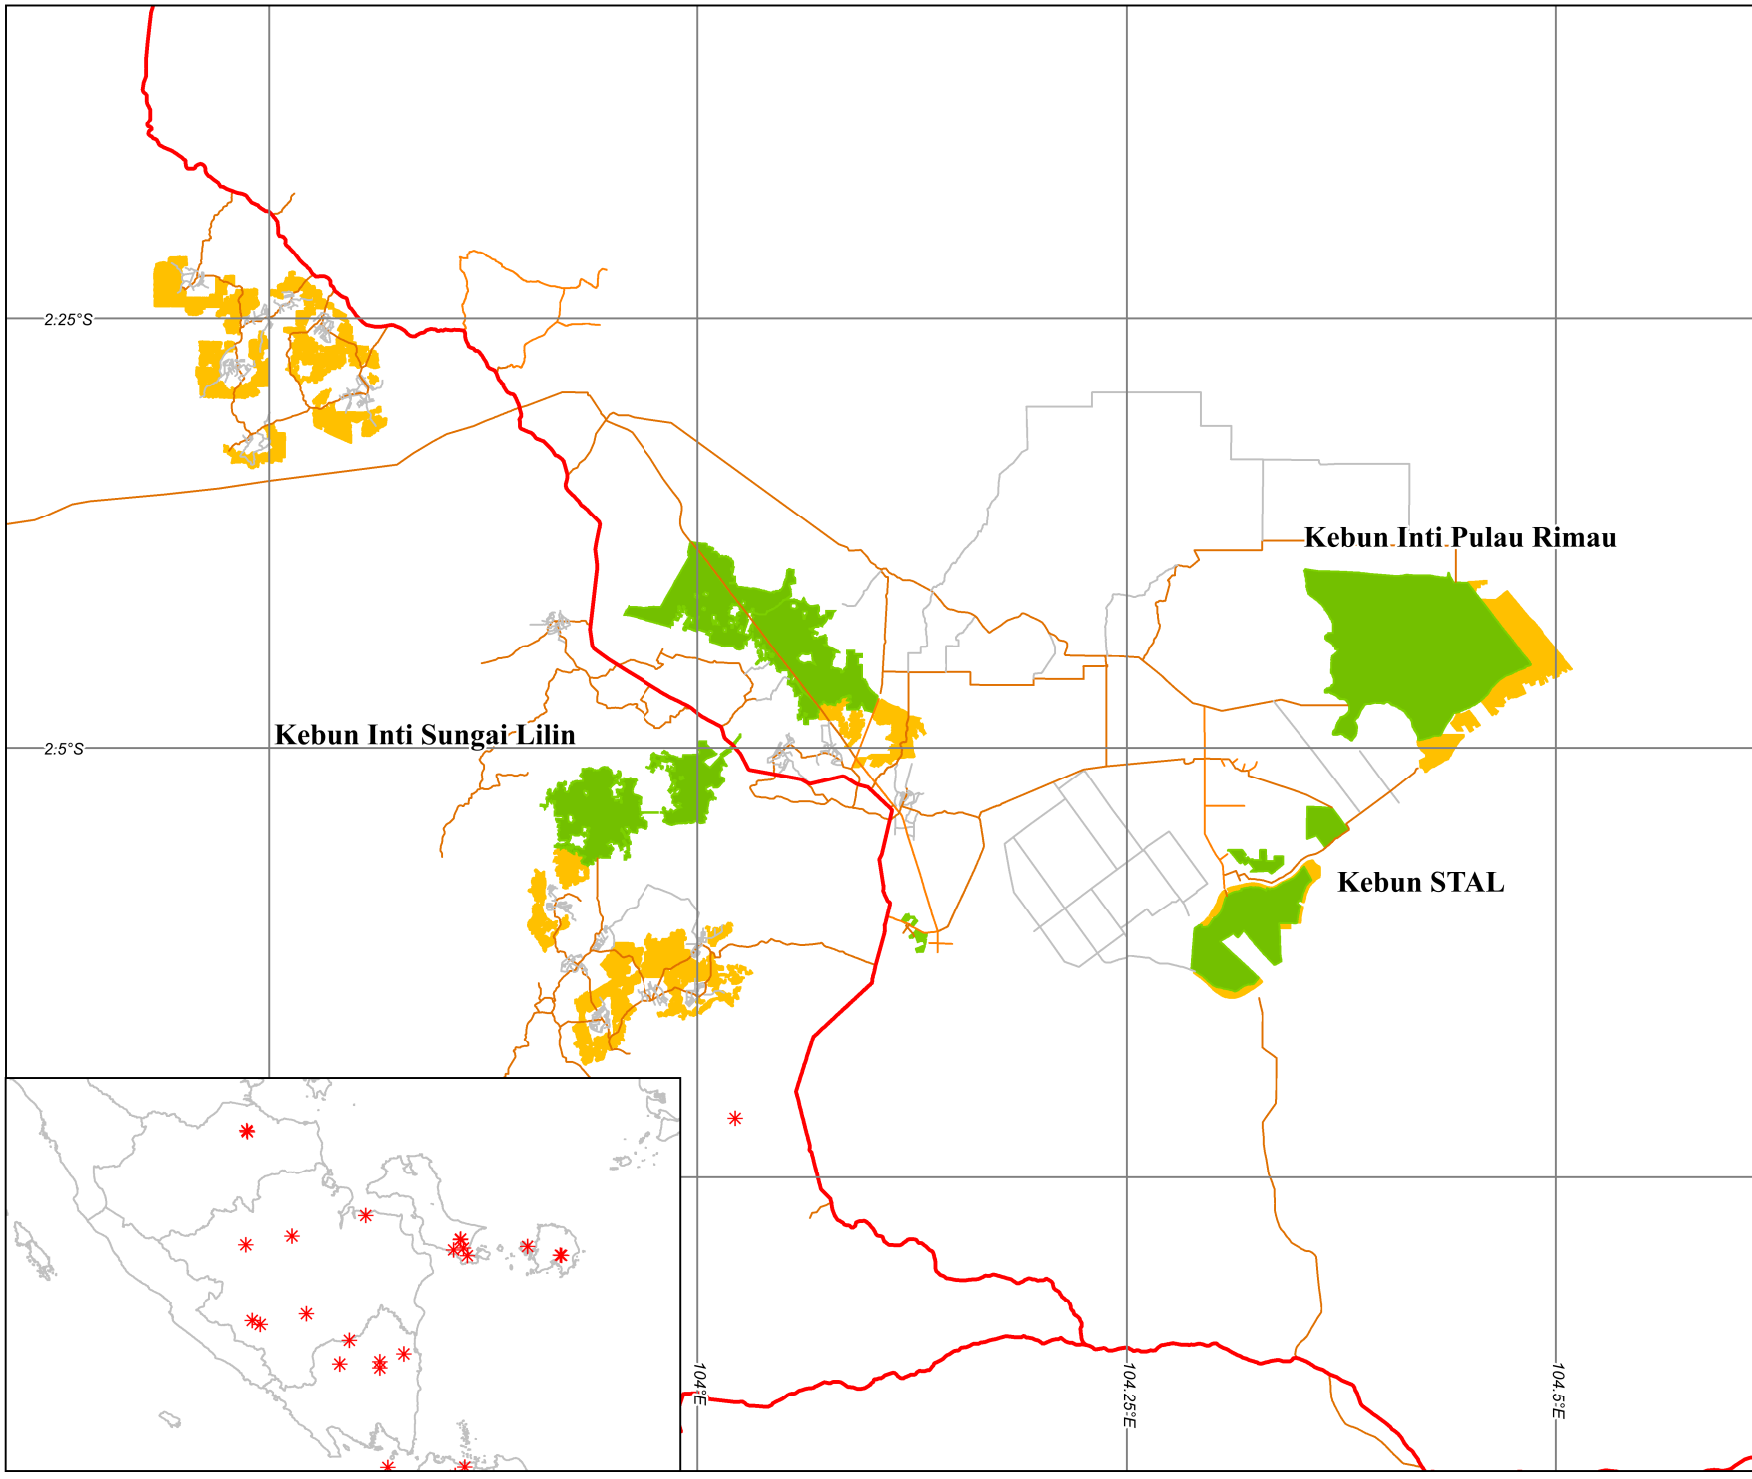 2.25°S
Kebun Inti Pulau Rimau
Kebun Inti Sungai Lilin
2.5°S
Kebun STAL
104°E
104.25°E
104.5°E